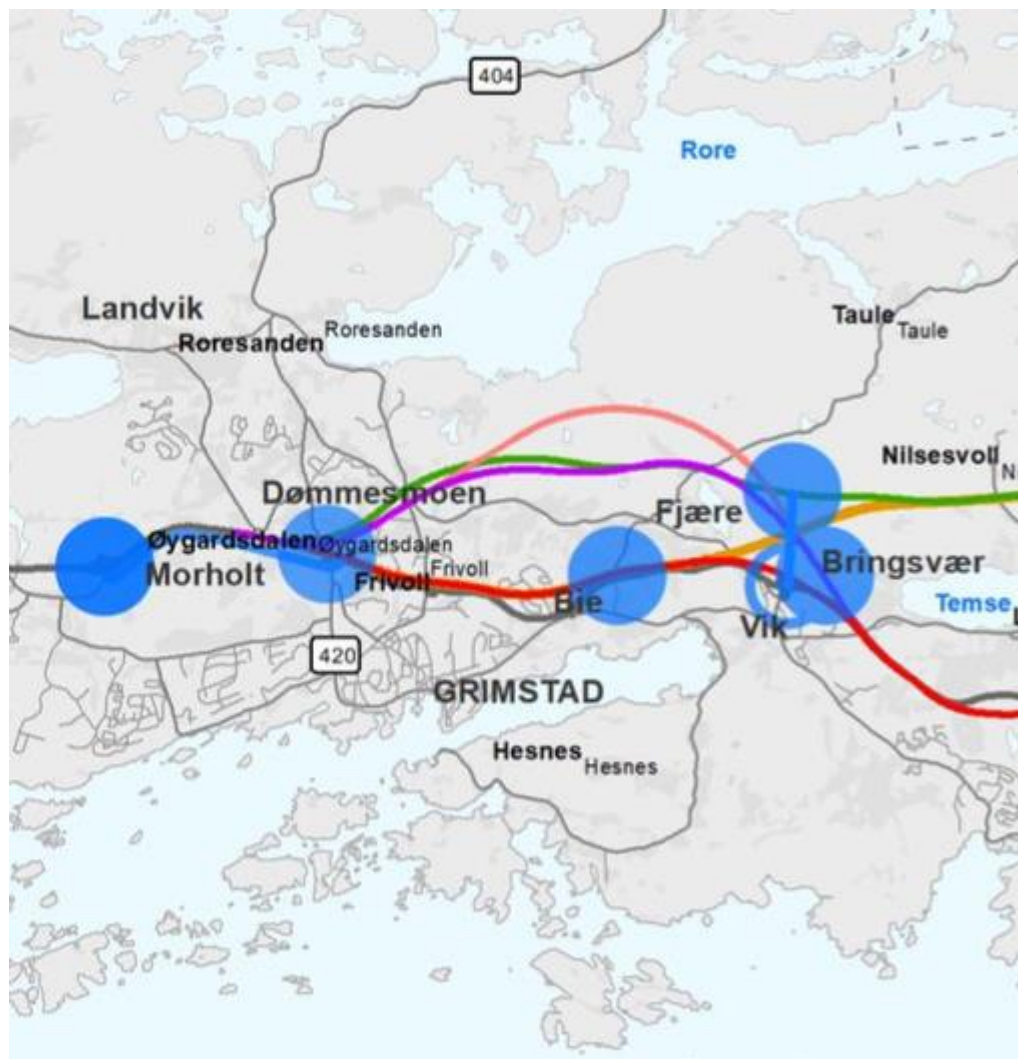 404
Rore
Landvik
Roresanden
Roresanden
Taule
Taule
Nilsesvoll
Dømmesmoen
Fjære
Øygardsdalen
Øygardsdalen
Morholt
Frivoll
Frivoll
Bie
Bringsvær
Temse
Vik
420
GRIMSTAD
Hesnes
Hesnes